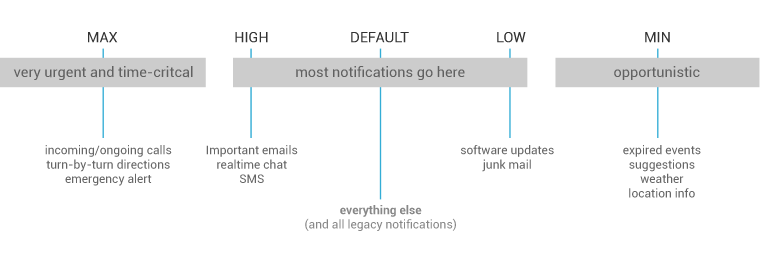 MAX
HIGH
DEFAULT
LOW
MIN
very urgent and time-critcal
most notifications go here
opportunistic
incoming/ongoing calls
turn-by-turn directions
emergency alert
Important emails
realtime chat
SMS
everything else
(and all legacy notifications)
software updates
junk mail
expired events
suggestions
weather
location info